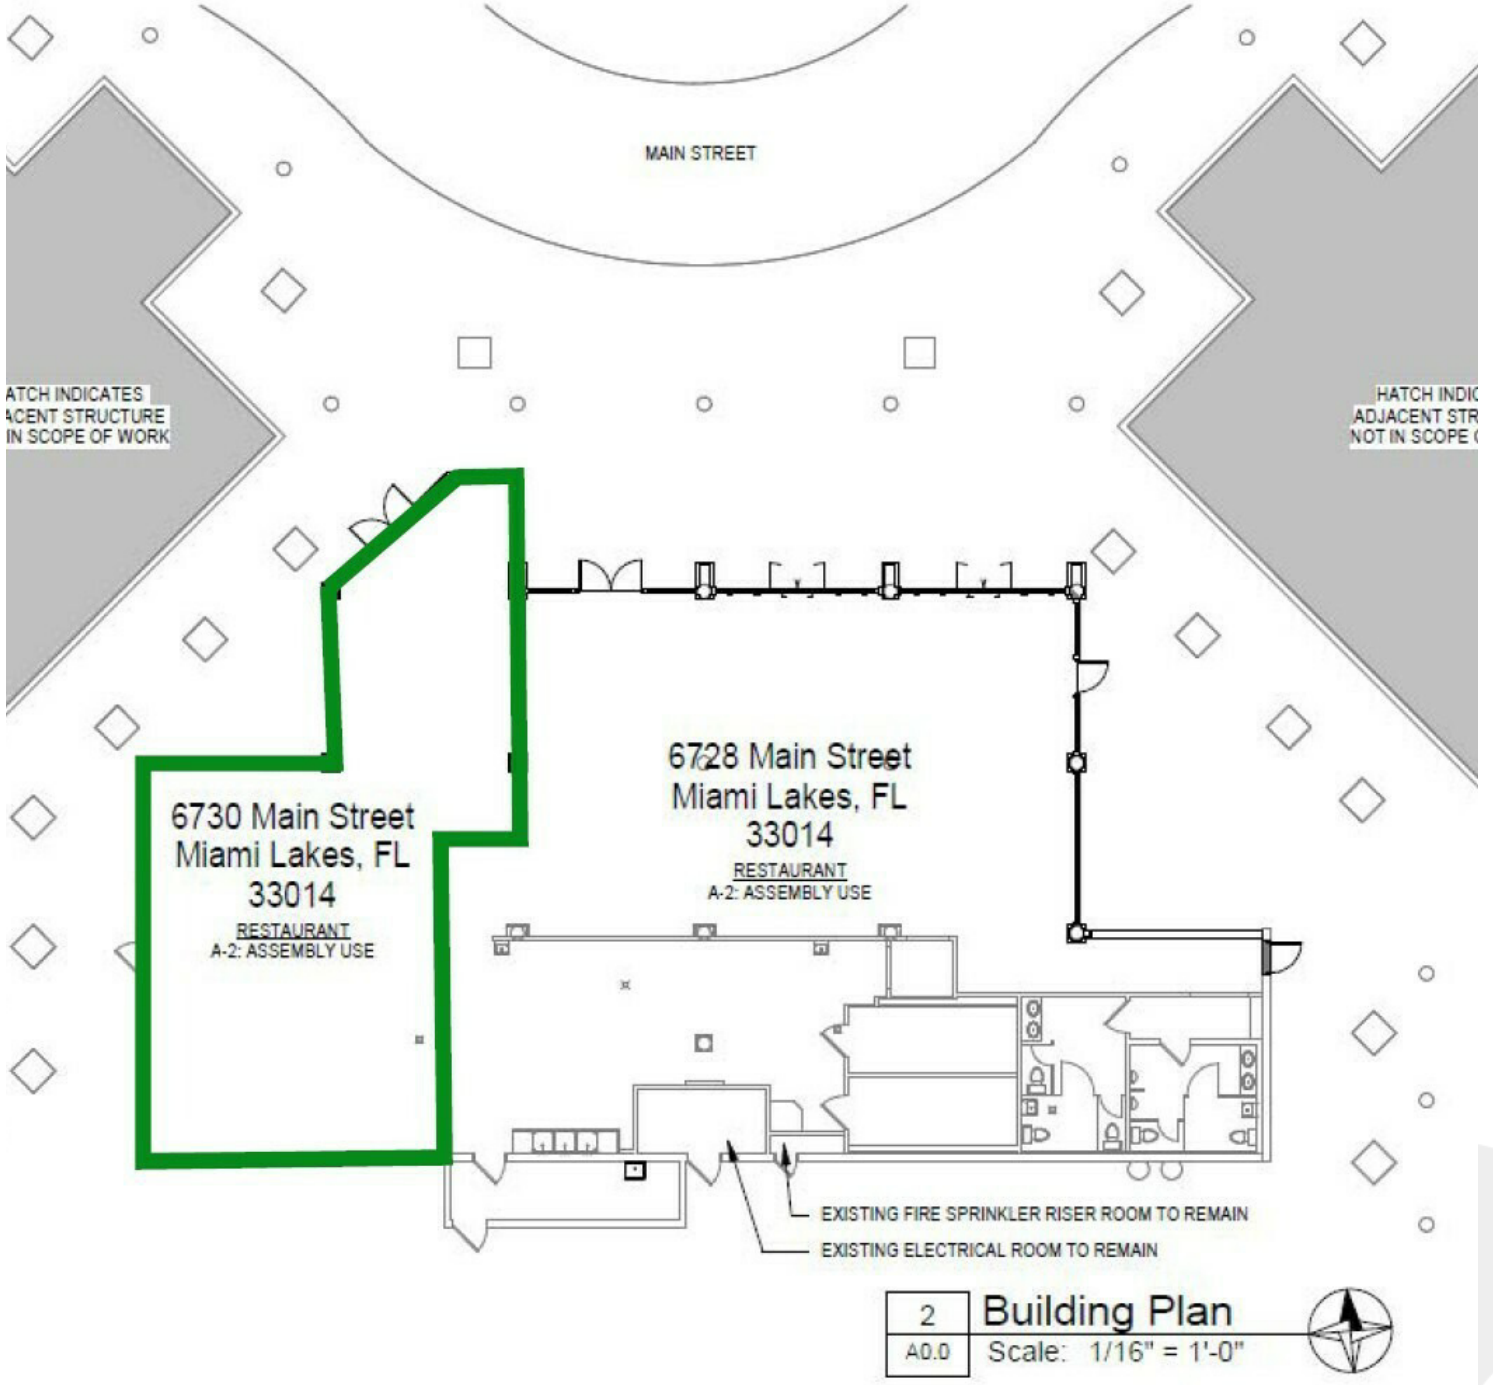 MAIN STREET
ATCH INDICATES
ACENT STRUCTURE
IN SCOPE OF WORK
HATCH INDIC
ADJACENT STR
NOT IN SCOPE
6728 Main Street
Miami Lakes, FL
33014
RESTAURANT
A-2: ASSEMBLY USE
6730 Main Street
Miami Lakes, FL
33014
RESTAURANT
A-2: ASSEMBLY USE
EXISTING FIRE SPRINKLER RISER ROOM TO REMAIN
EXISTING ELECTRICAL ROOM TO REMAIN
2
Building Plan
A0.0
Scale: 1/16" = 1'-0"